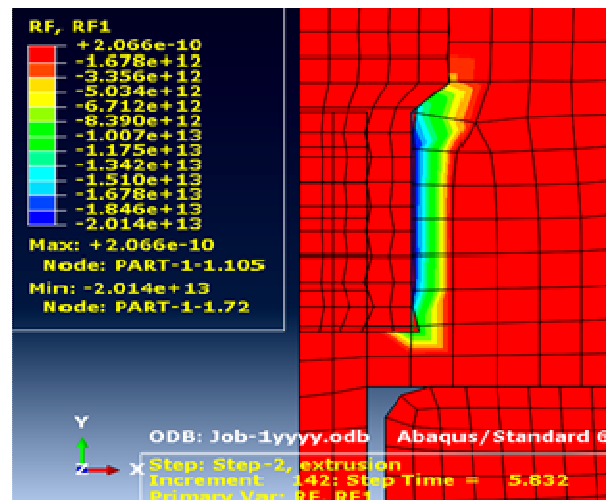 RF, RF1
+2.066e-10
-1.678e+12
-3.356e+12
-5.034e+12
-6.712e+12
-8.390e+12
-1.007e+13
-1.175e+13
-1.342e+13
-1.510e+13
-1.678e+13
-1.846e+13
-2.014e+13
Max: +2.066e-10
Node: PART-1-1.105
Min: -2.014e+13
Node: PART-1-1.72
Y
Z X
ODB: Job-1yyyy.odb Abaqus/Standard 6
Step: Step-2, extrusion
Increment 142: Step Time = 5.832
Primary Var: RF, RF1